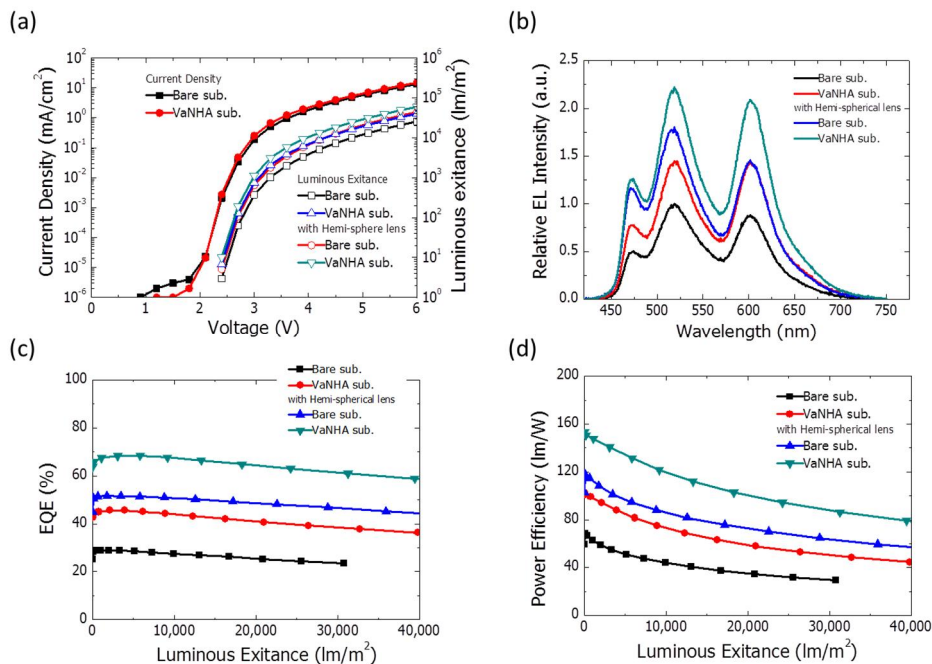 (a)
Current Density (mA/cm²)
10²
10¹
10⁰
10⁻¹
10⁻²
10⁻³
10⁻⁴
10⁻⁵
10⁻⁶
Current Density
Bare sub.
VaNHA sub.
Luminous Exitance
Bare sub.
VaNHA sub.
with Hemi-sphere lens
Bare sub.
VaNHA sub.
10⁶
10⁵
10⁴
10³
10²
10¹
10⁰
Luminous exitance (lm/m²)
0 1 2 3 4 5 6
Voltage (V)
(b)
Relative EL Intensity (a.u.)
2.5
2.0
1.5
1.0
0.5
0.0
Bare sub.
VaNHA sub.
with Hemi-spherical lens
Bare sub.
VaNHA sub.
450 500 550 600 650 700 750
Wavelength (nm)
(c)
EQE (%)
100
80
60
40
20
0
Bare sub.
VaNHA sub.
with Hemi-spherical lens
Bare sub.
VaNHA sub.
0 10,000 20,000 30,000 40,000
Luminous Exitance (lm/m²)
(d)
Power Efficiency (lm/W)
200
160
120
80
40
0
Bare sub.
VaNHA sub.
with Hemi-spherical lens
Bare sub.
VaNHA sub.
0 10,000 20,000 30,000 40,000
Luminous Exitance (lm/m²)